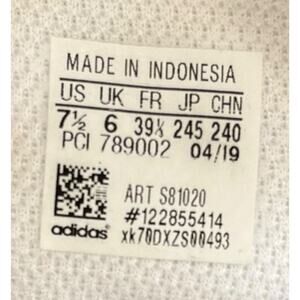 MADE IN INDONESIA
US UK FR JP CHN
7½ 6 39⅓ 245 240
PCI 789002 04/19
ART S81020
#122855414
adidas xk70DXZS00493